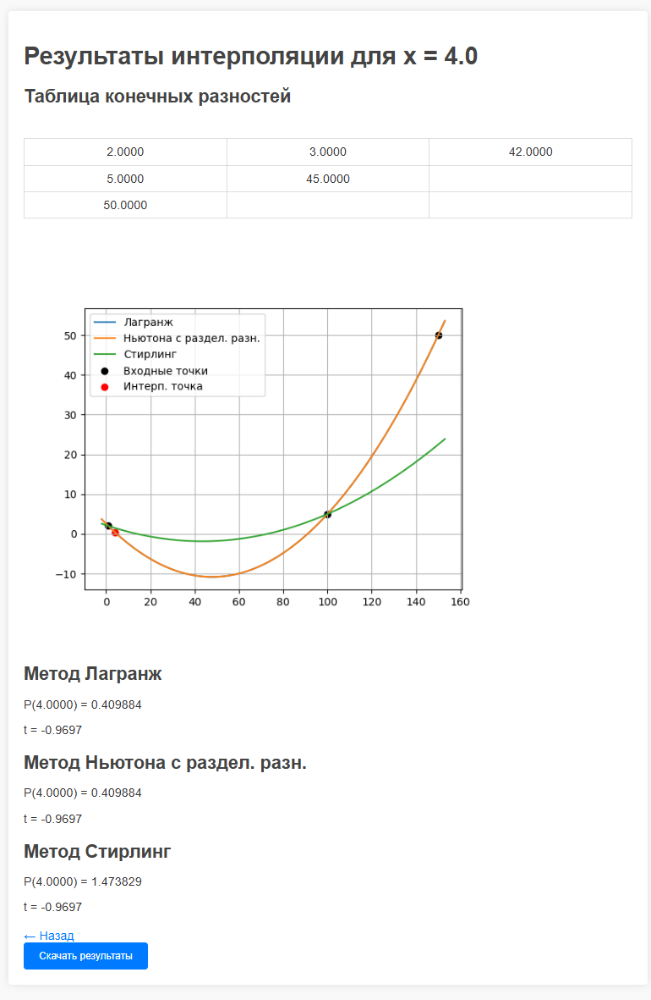 Результаты интерполяции для x = 4.0
Таблица конечных разностей
2.0000 3.0000 42.0000
5.0000 45.0000
50.0000
Лагранж
Ньютона с раздел. разн.
Стирлинг
Входные точки
Интерп. точка
50
40
30
20
10
0
−10
0 20 40 60 80 100 120 140 160
Метод Лагранж
P(4.0000) = 0.409884
t = -0.9697
Метод Ньютона с раздел. разн.
P(4.0000) = 0.409884
t = -0.9697
Метод Стирлинг
P(4.0000) = 1.473829
t = -0.9697
← Назад
Скачать результаты